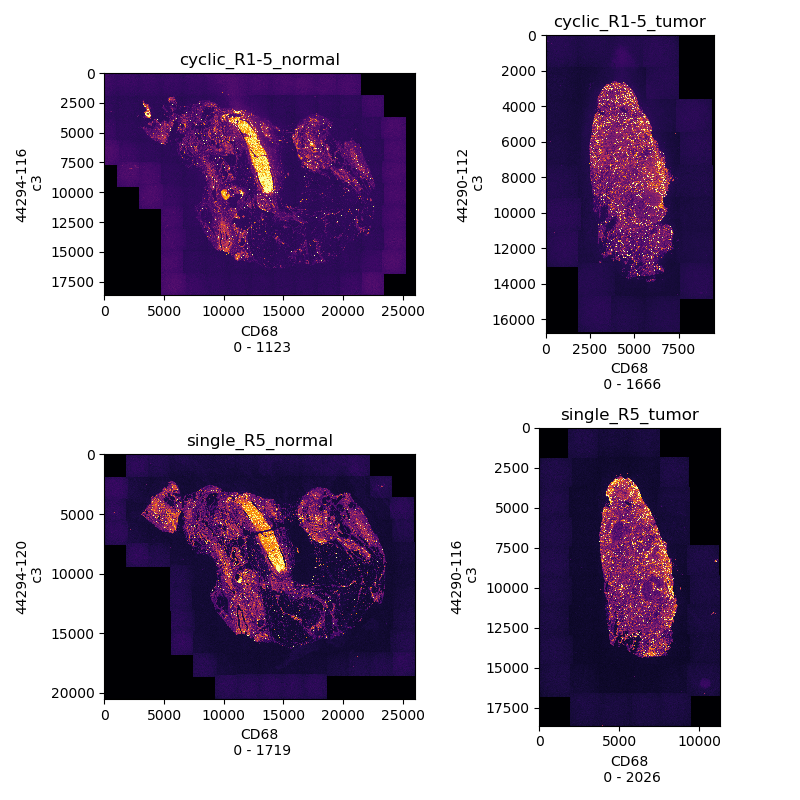 cyclic_R1-5_normal
0
2500
5000
7500
10000
12500
15000
17500
44294-116
c3
0 5000 10000 15000 20000 25000
CD68
0 - 1123
cyclic_R1-5_tumor
0
2000
4000
6000
8000
10000
12000
14000
16000
44290-112
c3
0 2500 5000 7500
CD68
0 - 1666
single_R5_normal
0
5000
10000
15000
20000
44294-120
c3
0 5000 10000 15000 20000 25000
CD68
0 - 1719
single_R5_tumor
0
2500
5000
7500
10000
12500
15000
17500
44290-116
c3
0 5000 10000
CD68
0 - 2026